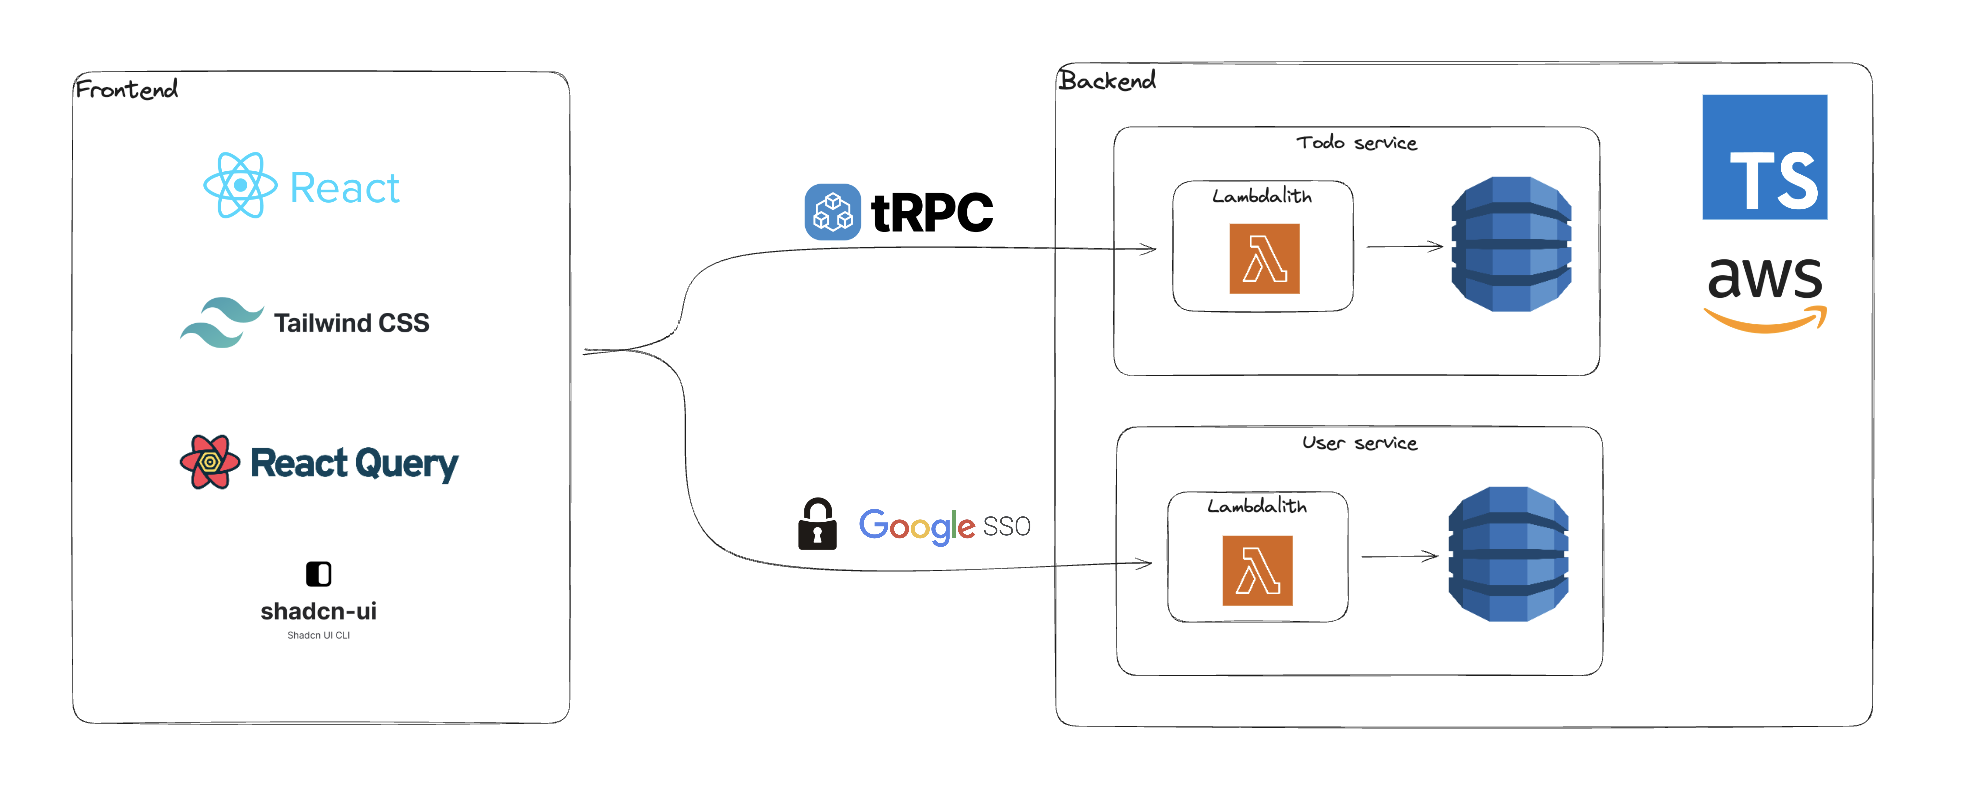 Frontend
React
Tailwind CSS
React Query
shadcn-ui
Shadcn UI CLI
tRPC
Google SSO
Backend
Todo service
Lambdalith
User service
Lambdalith
TS
aws